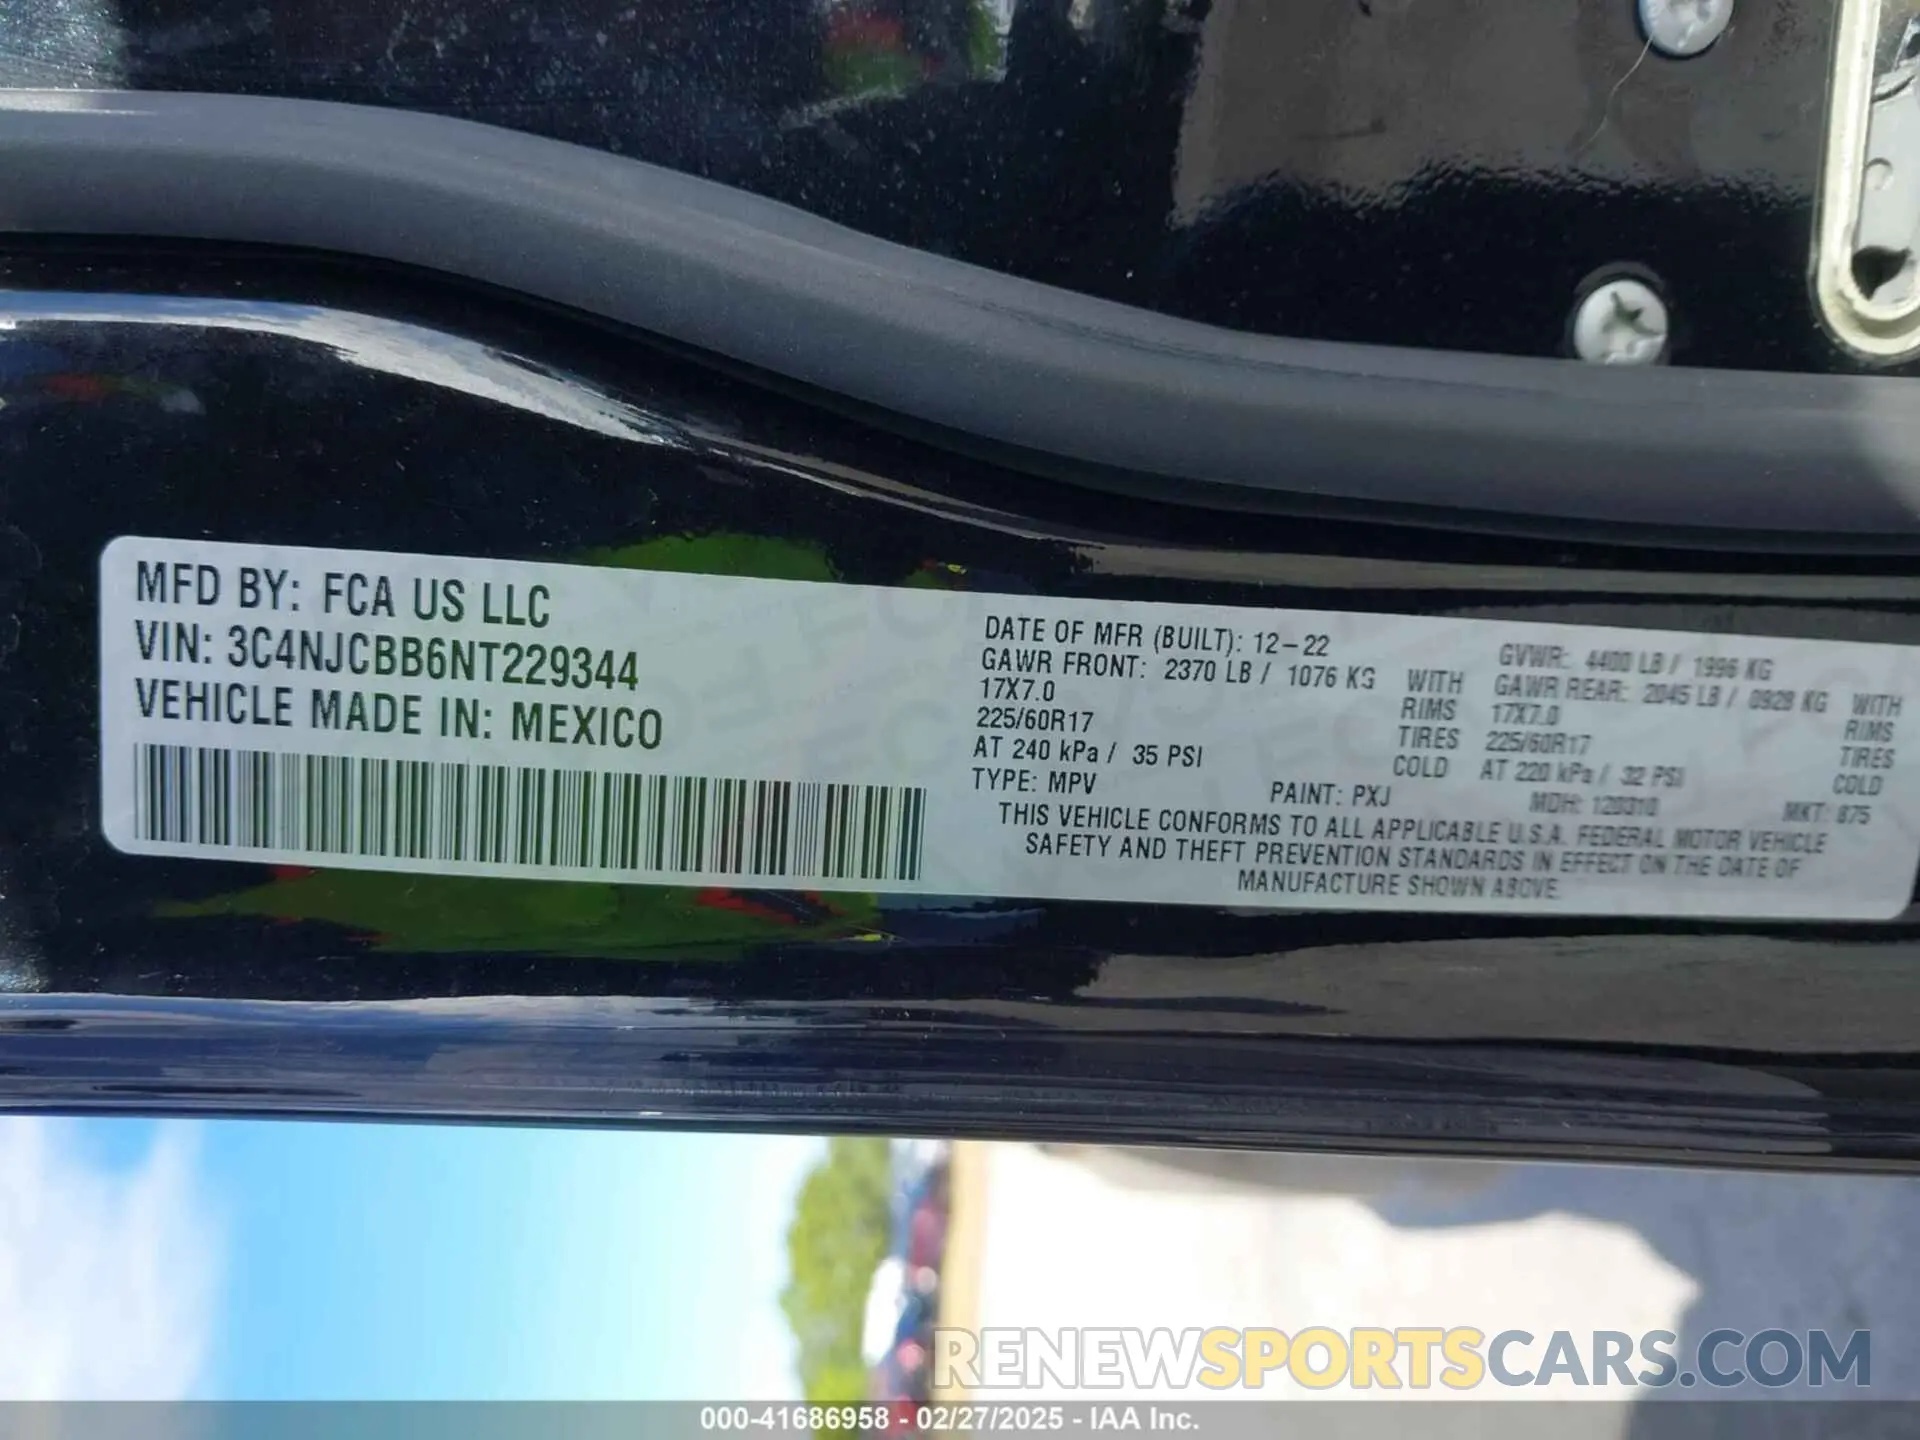 MFD BY: FCA US LLC
VIN: 3C4NJCBB6NT229344
VEHICLE MADE IN: MEXICO
DATE OF MFR (BUILT): 12-22 GVWR: 4400 LB / 1996 KG
GAWR FRONT: 2370 LB / 1076 KG WITH GAWR REAR: 2045 LB / 0928 KG WITH
17X7.0 RIMS 17X7.0 RIMS
225/60R17 TIRES 225/60R17 TIRES
AT 240 kPa / 35 PSI COLD AT 220 kPa / 32 PSI COLD
TYPE: MPV PAINT: PXJ MDH: 120310 MKT: 875
THIS VEHICLE CONFORMS TO ALL APPLICABLE U.S.A. FEDERAL MOTOR VEHICLE
SAFETY AND THEFT PREVENTION STANDARDS IN EFFECT ON THE DATE OF
MANUFACTURE SHOWN ABOVE.
RENEWSPORTSCARS.COM
000-41686958 - 02/27/2025 - IAA Inc.